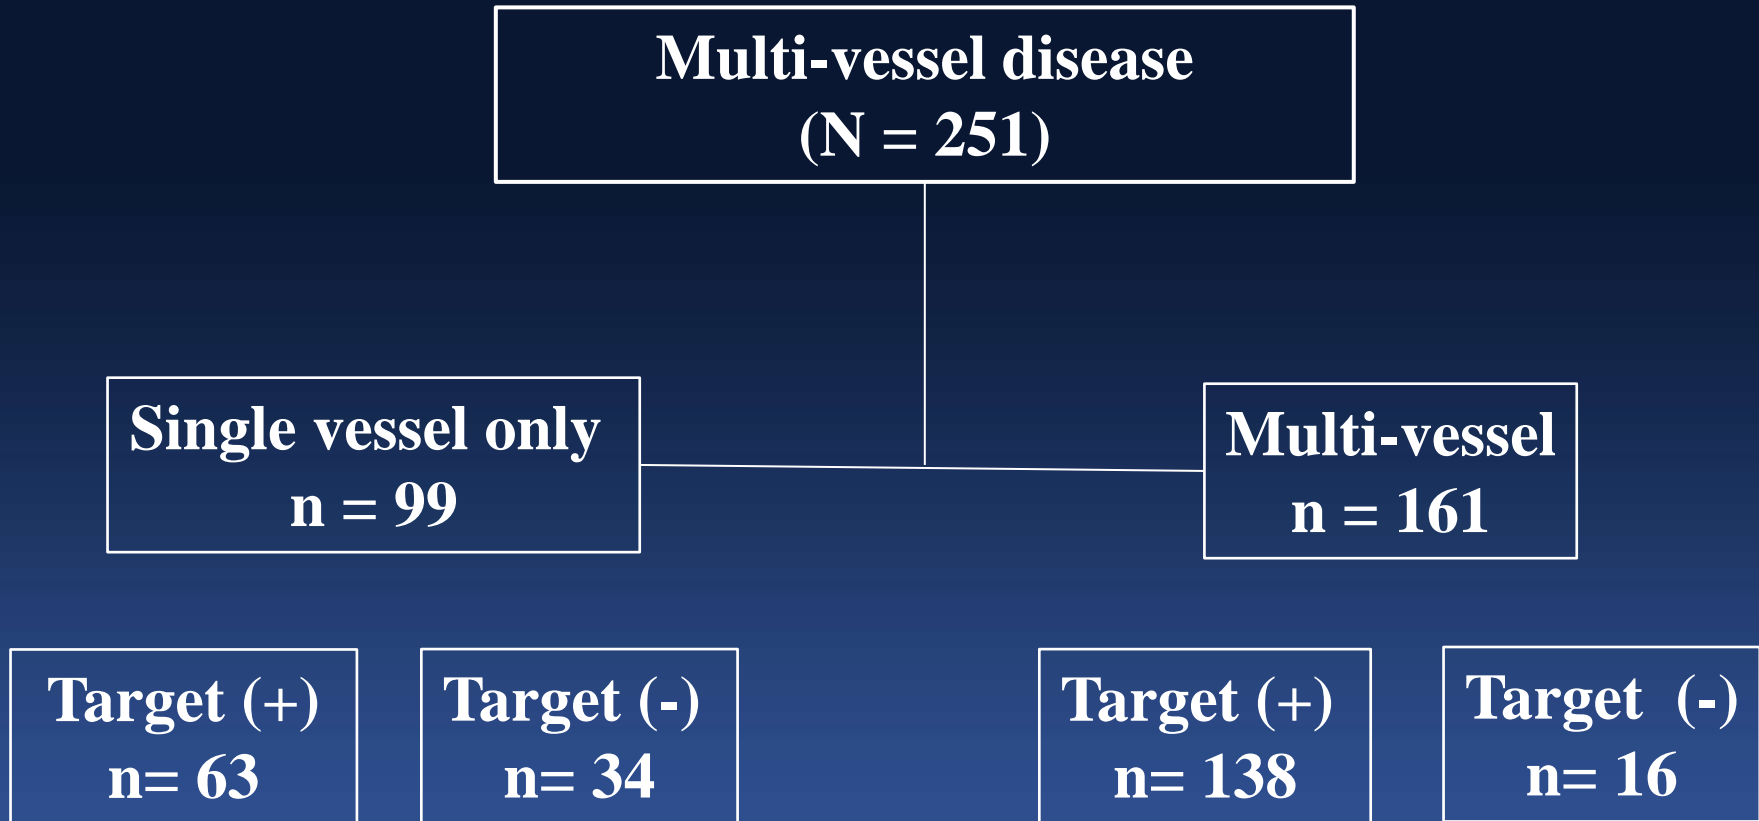 Multi-vessel disease
(N = 251)
Single vessel only
n = 99
Multi-vessel
n = 161
Target (+)
n= 63
Target (-)
n= 34
Target (+)
n= 138
Target (-)
n= 16